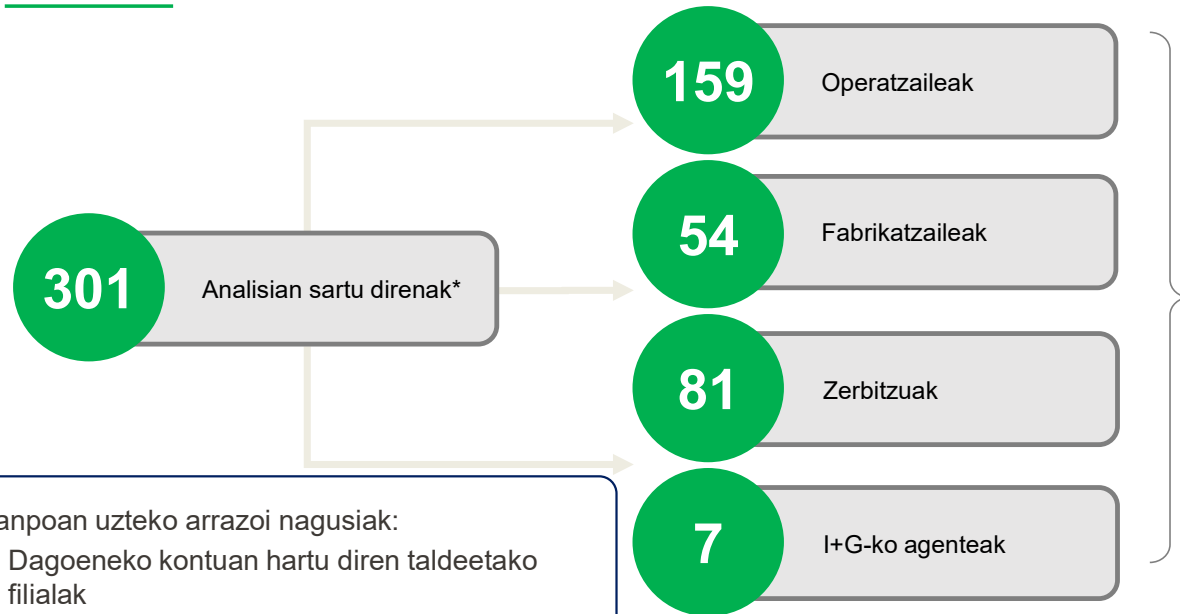 159
Operatzaileak
54
Fabrikatzaileak
301
Analisian sartu direnak*
81
Zerbitzuak
7
I+G-ko agenteak
anpoan uzteko arrazoi nagusiak:
Dagoeneko kontuan hartu diren taldeetako
filialak